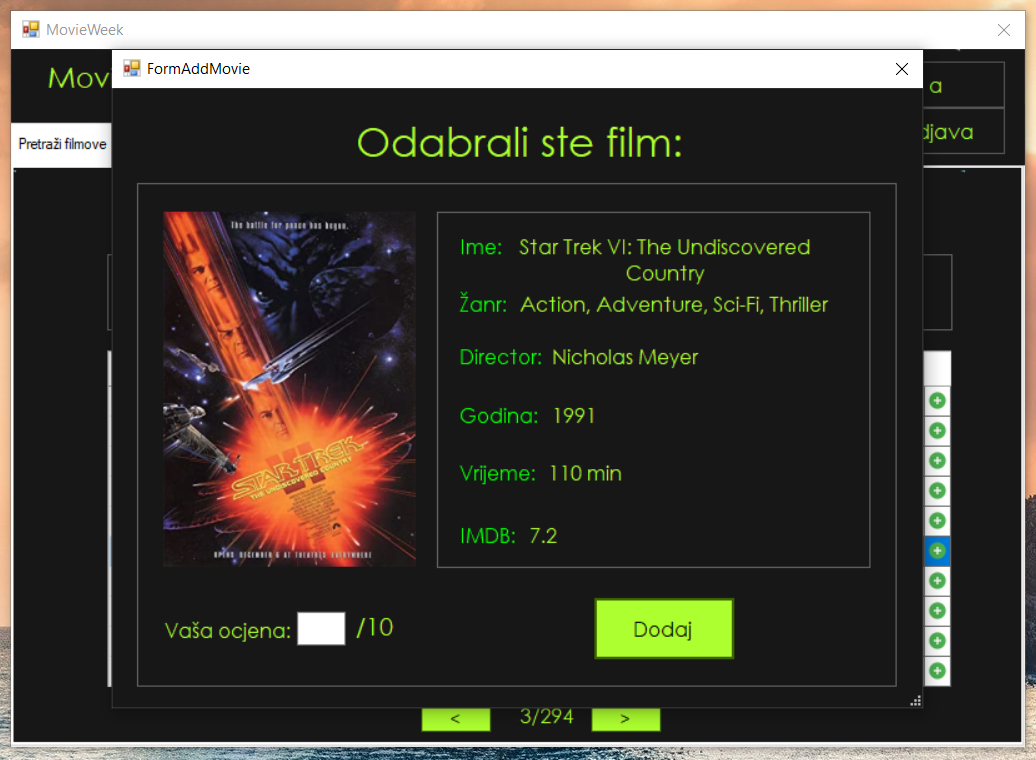 MovieWeek
FormAddMovie
Movi
a
djava
Pretraži filmove
Odabrali ste film:
The battle for peace has begun.
STAR TREK
VI
THE UNDISCOVERED COUNTRY
OPENS DECEMBER 6 AT THEATRES EVERYWHERE
Ime: Star Trek VI: The Undiscovered
Country
Žanr: Action, Adventure, Sci-Fi, Thriller
Director: Nicholas Meyer
Godina: 1991
Vrijeme: 110 min
IMDB: 7.2
Vaša ocjena: /10
Dodaj
< 3/294 >